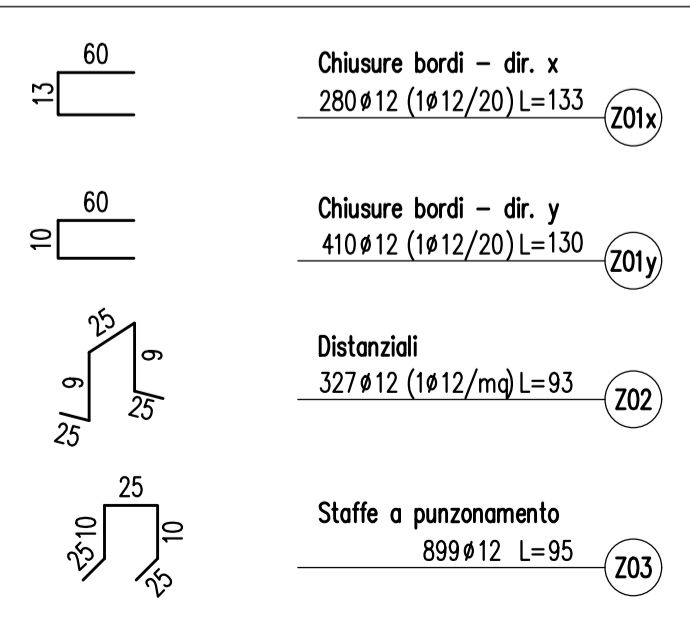 60
Chiusure bordi – dir. x
13
280ø12 (1ø12/20) L=133
Z01x
60
Chiusure bordi – dir. y
10
410ø12 (1ø12/20) L=130
Z01y
25
Distanziali
9
9
327ø12 (1ø12/mq) L=93
Z02
25
25
25
Staffe a punzonamento
10
10
899ø12 L=95
Z03
25
25